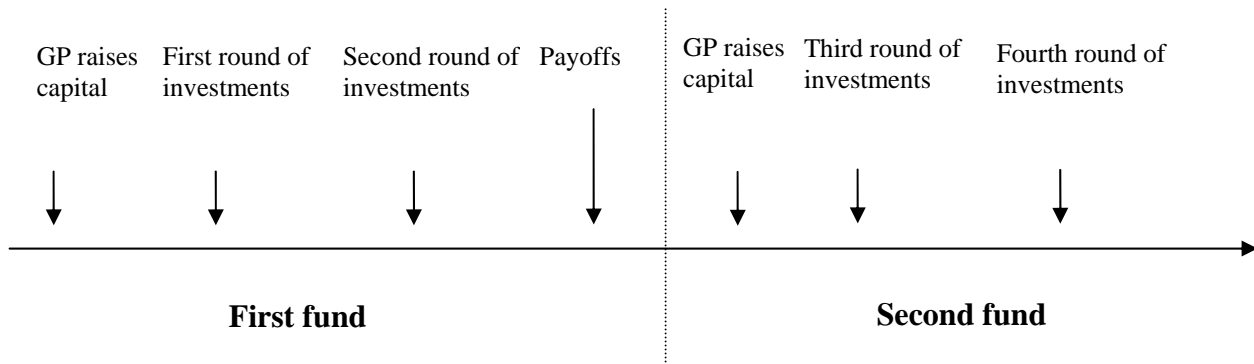 GP raises
capital
First round of
investments
Second round of
investments
Payoffs
GP raises
capital
Third round of
investments
Fourth round of
investments
First fund
Second fund